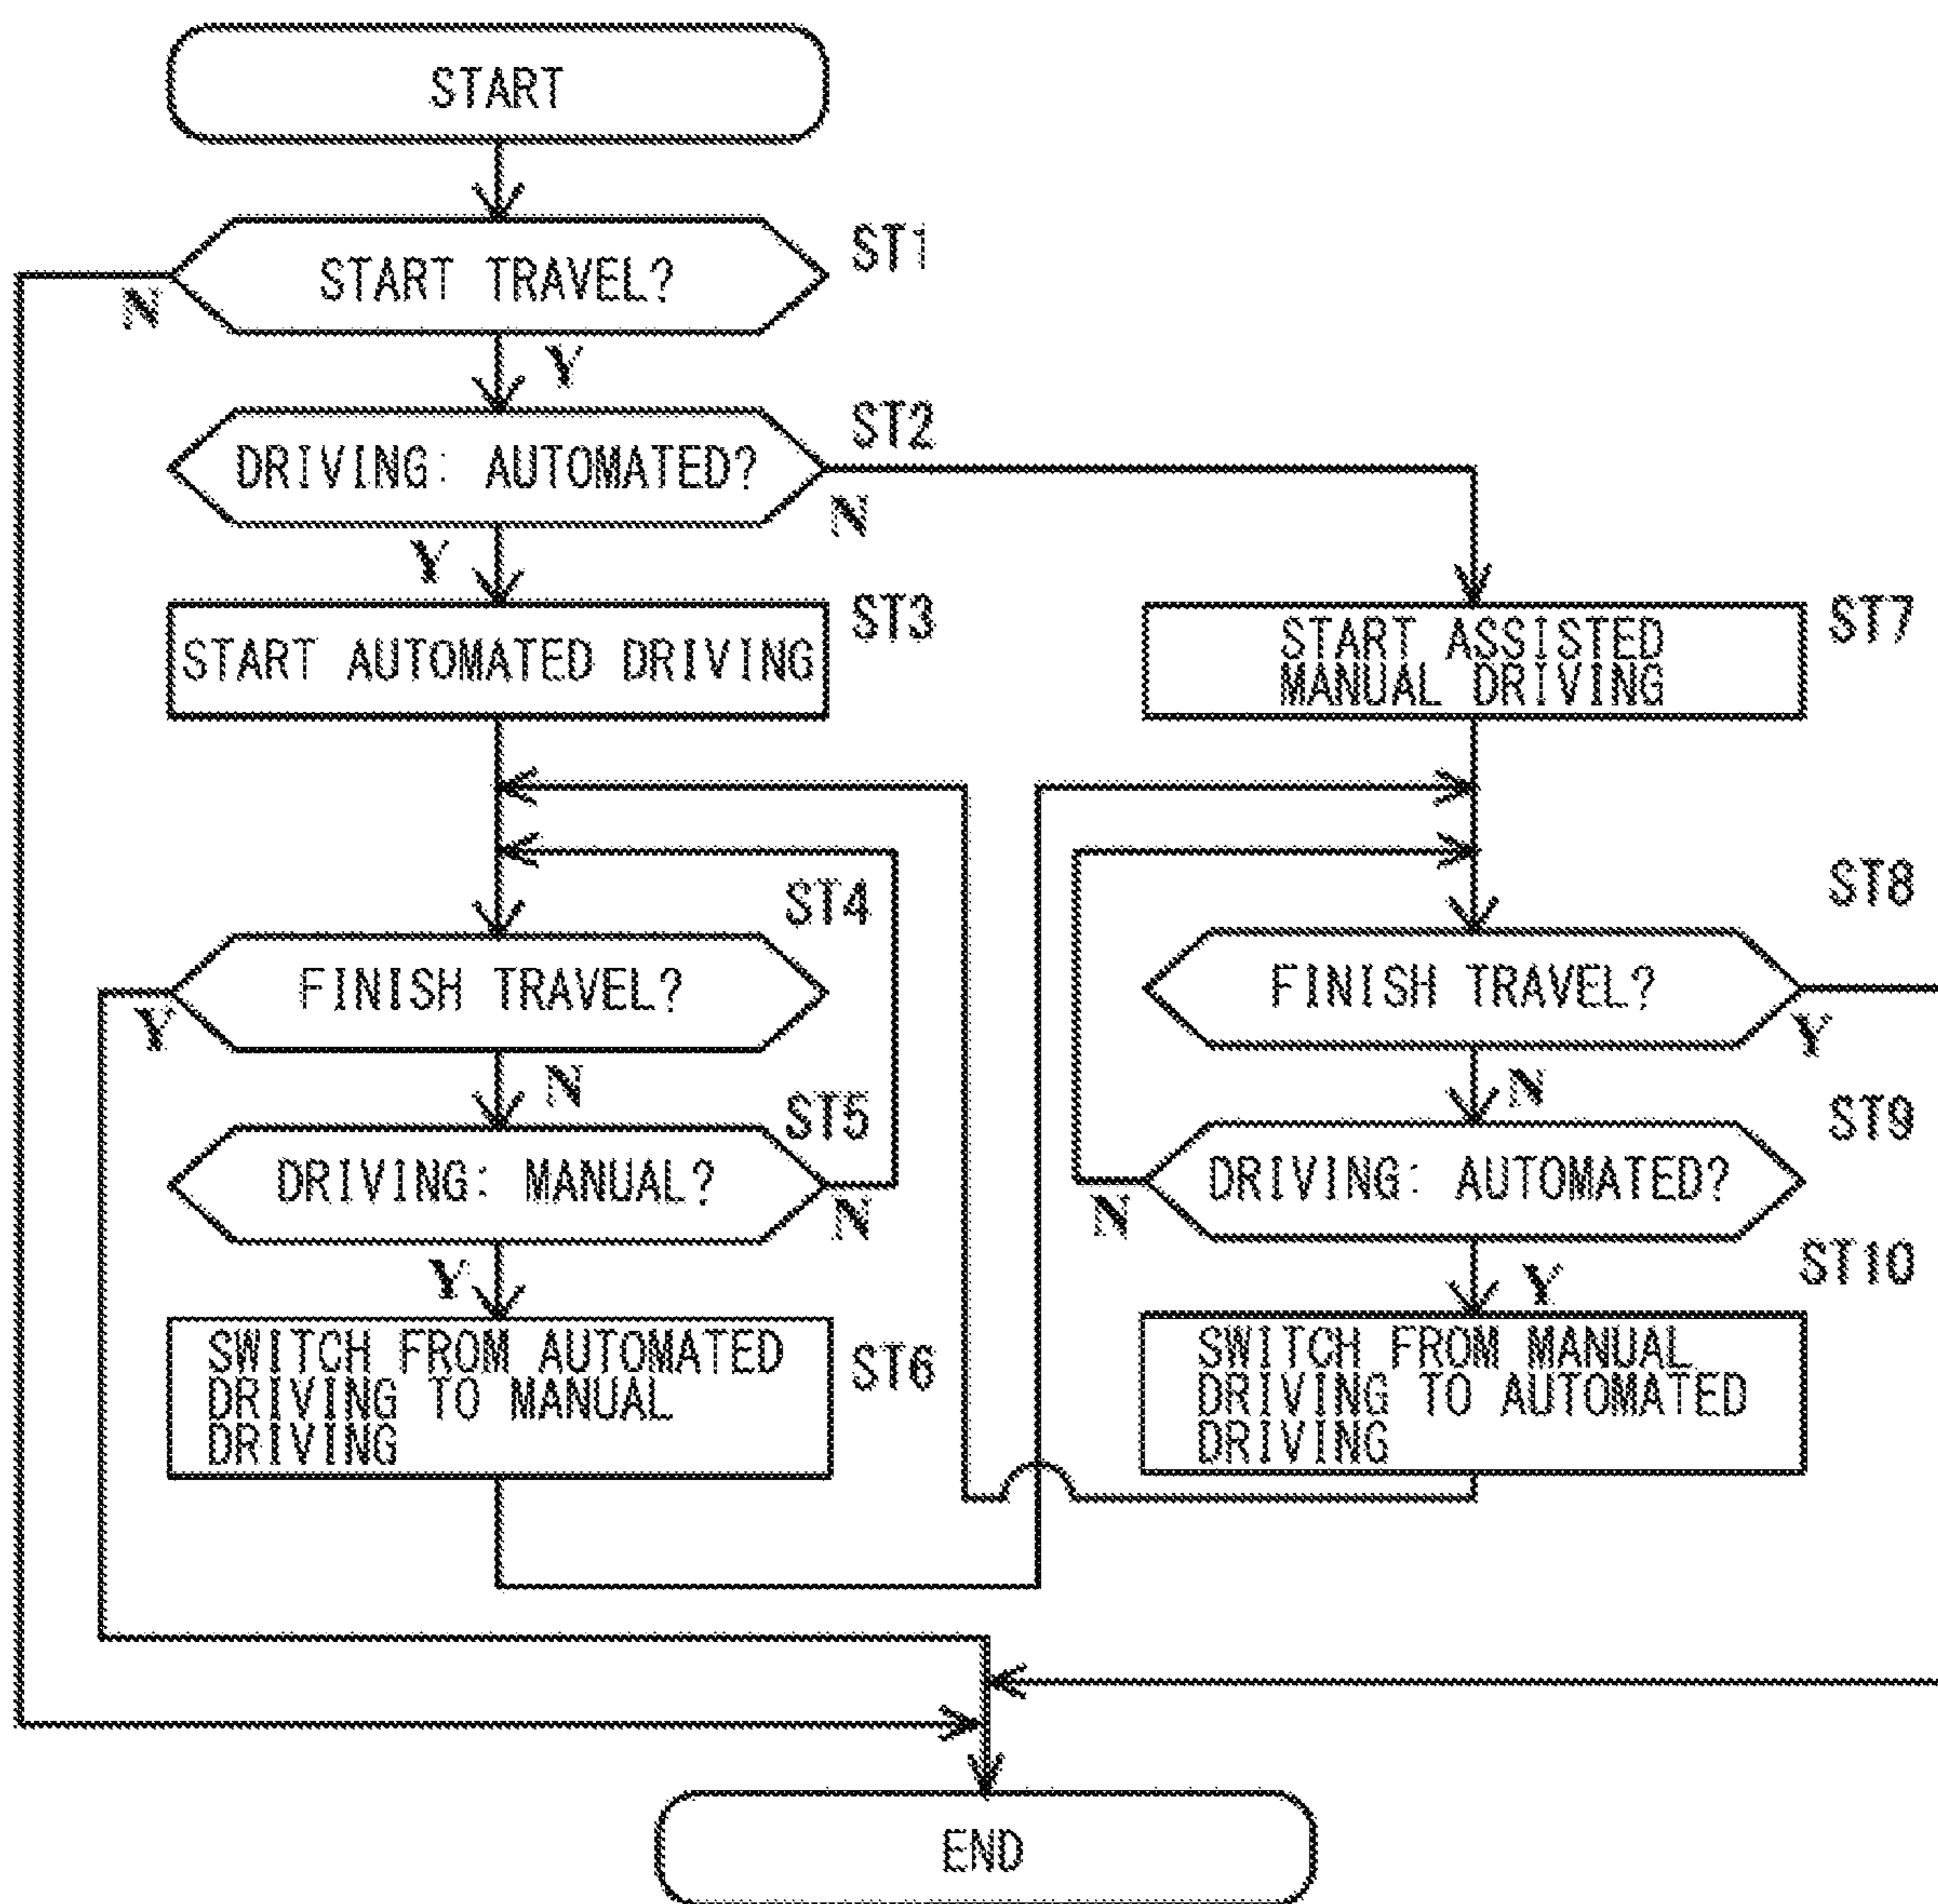 START
START TRAVEL?
ST1
N
Y
DRIVING: AUTOMATED?
ST2
N
Y
START AUTOMATED DRIVING
ST3
START ASSISTED
MANUAL DRIVING
ST7
ST4
FINISH TRAVEL?
Y
N
ST5
DRIVING: MANUAL?
N
Y
SWITCH FROM AUTOMATED
DRIVING TO MANUAL
DRIVING
ST6
ST8
FINISH TRAVEL?
Y
N
ST9
DRIVING: AUTOMATED?
N
Y
ST10
SWITCH FROM MANUAL
DRIVING TO AUTOMATED
DRIVING
END